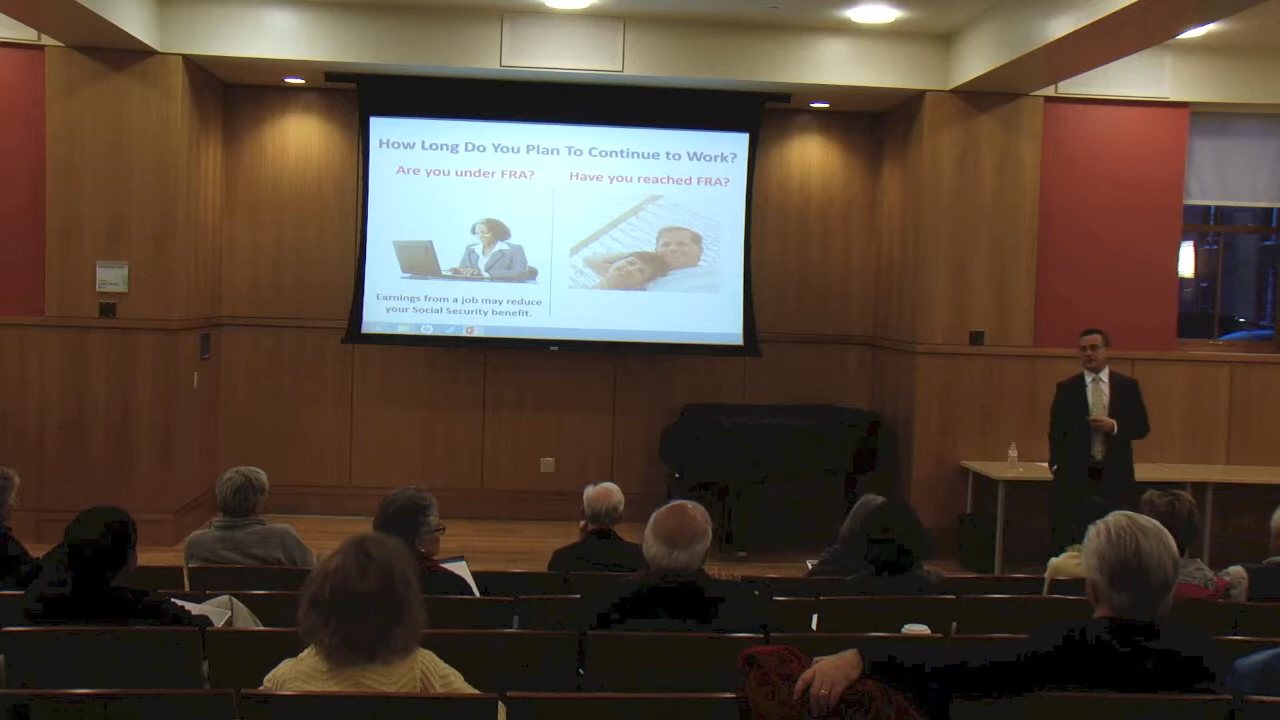 How Long Do You Plan To Continue to Work?
Are you under FRA?
Have you reached FRA?
Earnings from a job may reduce
your Social Security benefit.